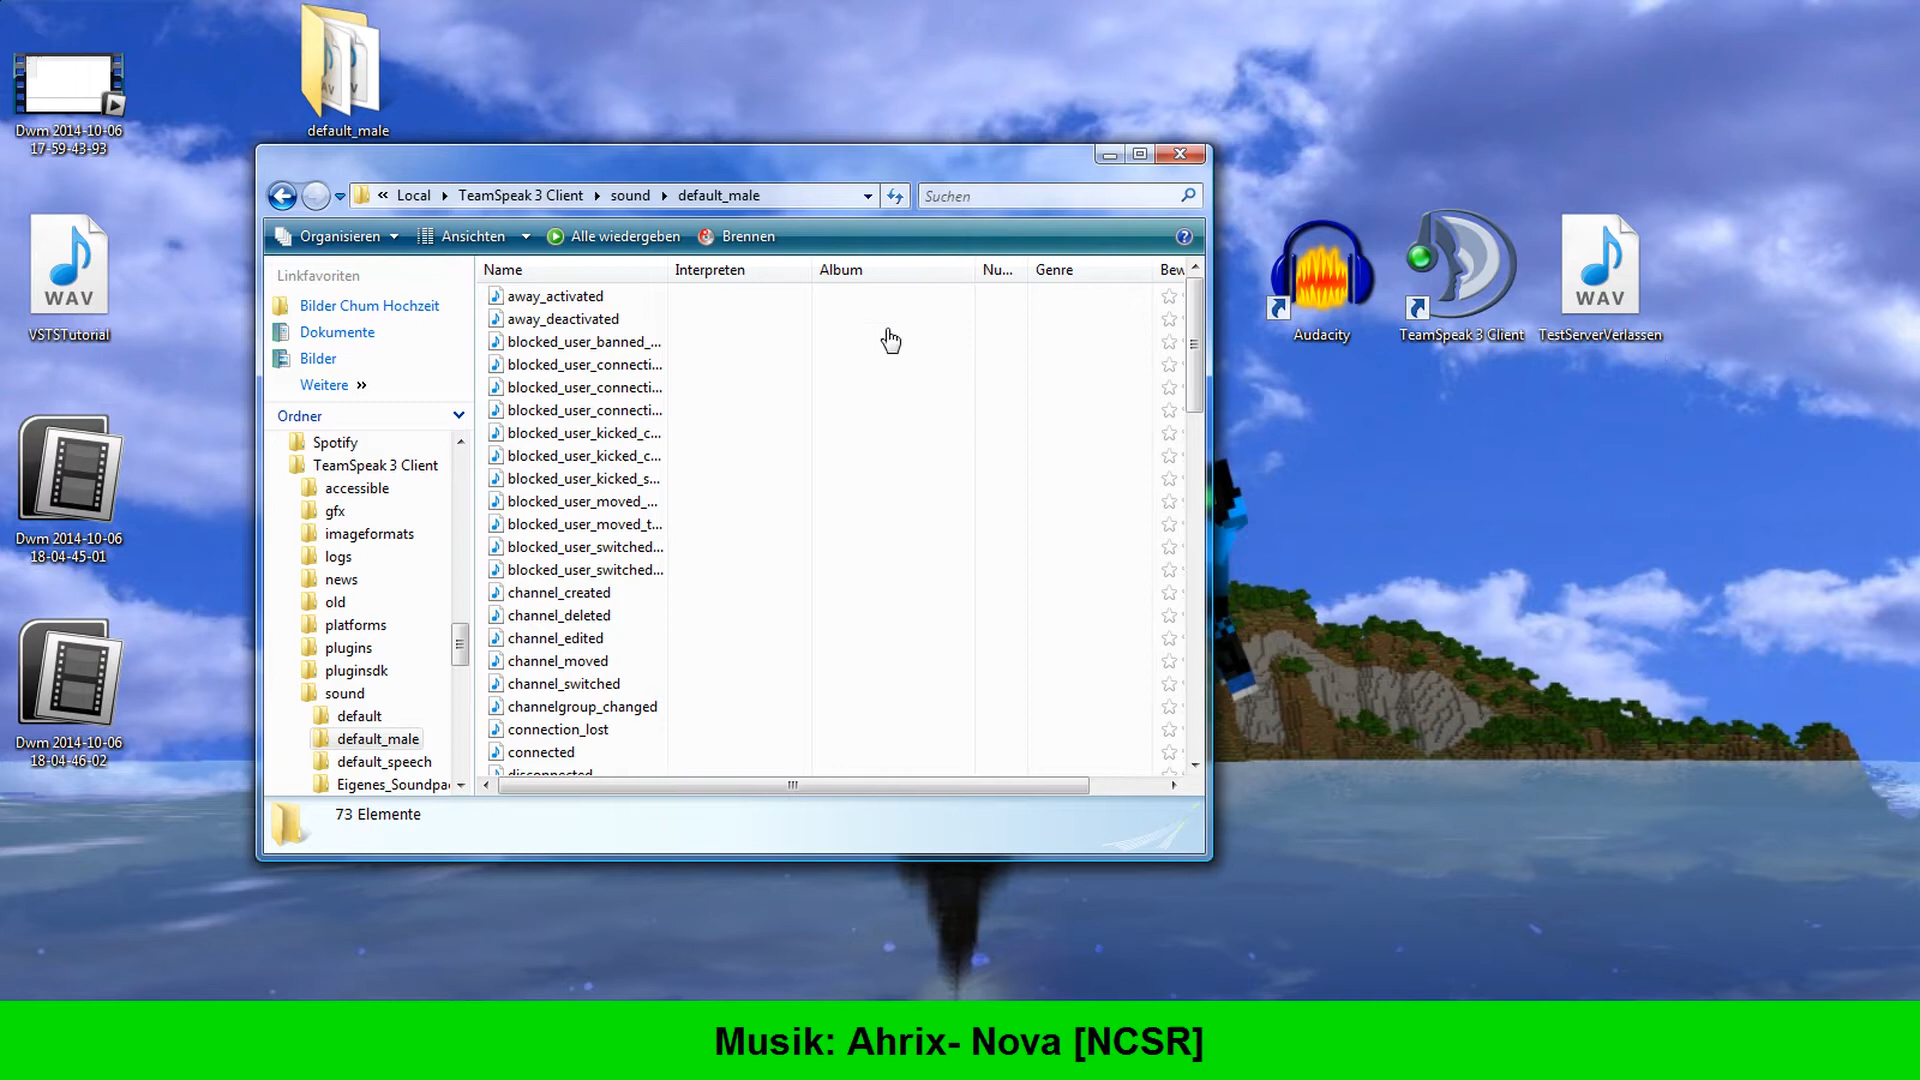 Dwm 2014-10-06
17-59-43-93
default_male
VSTSTutorial
Dwm 2014-10-06
18-04-45-01
Dwm 2014-10-06
18-04-46-02
WAV
« Local TeamSpeak 3 Client sound default_male
Suchen
Organisieren Ansichten Alle wiedergeben Brennen
Linkfavoriten
Bilder Chum Hochzeit
Dokumente
Bilder
Weitere »
Ordner
Spotify
TeamSpeak 3 Client
accessible
gfx
imageformats
logs
news
old
platforms
plugins
pluginsdk
sound
default
default_male
default_speech
Eigenes_Soundpa
Name Interpreten Album Nu... Genre Bew
away_activated
away_deactivated
blocked_user_banned_...
blocked_user_connecti...
blocked_user_connecti...
blocked_user_connecti...
blocked_user_kicked_c...
blocked_user_kicked_c...
blocked_user_kicked_s...
blocked_user_moved_...
blocked_user_moved_t...
blocked_user_switched...
blocked_user_switched...
channel_created
channel_deleted
channel_edited
channel_moved
channel_switched
channelgroup_changed
connection_lost
connected
disconnected
73 Elemente
Audacity
TeamSpeak 3 Client
WAV
TestServerVerlassen
Musik: Ahrix- Nova [NCSR]